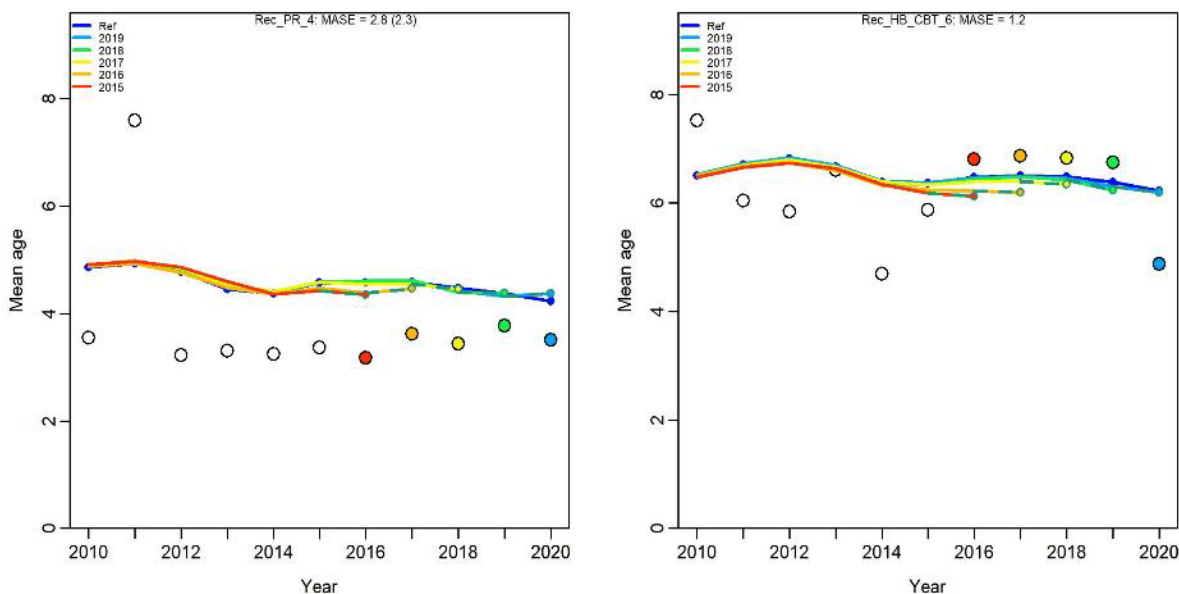 Rec_PR_4: MASE = 2.8 (2.3)
Ref
2019
2018
2017
2016
2015
Mean age
8
6
4
2
0
2010 2012 2014 2016 2018 2020
Year
Rec_HB_CBT_6: MASE = 1.2
Ref
2019
2018
2017
2016
2015
Mean age
8
6
4
2
0
2010 2012 2014 2016 2018 2020
Year